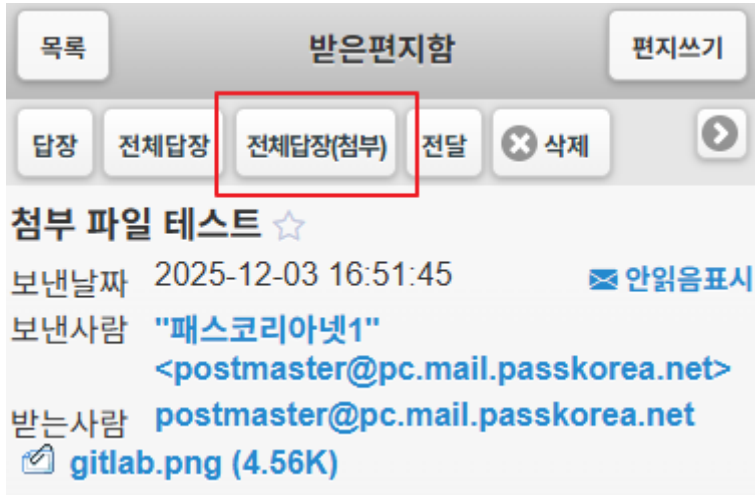 목록 받은편지함 편지쓰기
답장 전체답장 전체답장(첨부) 전달 삭제
첨부 파일 테스트
보낸날짜 2025-12-03 16:51:45 안읽음표시
보낸사람 "패스코리아넷1"
<postmaster@pc.mail.passkorea.net>
받는사람 postmaster@pc.mail.passkorea.net
gitlab.png (4.56K)